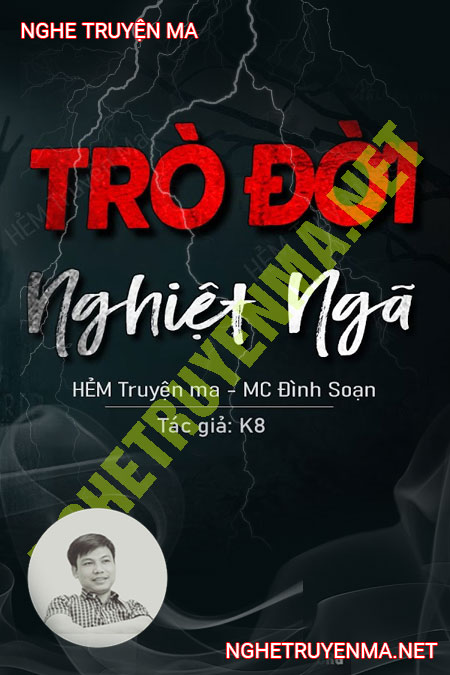 NGHE TRUYỆN MA
TRÒ ĐỜI
Nghiệt Ngã
HẺM Truyện ma - MC Đình Soạn
Tác giả: K8
NGHETRUYENMA.NET
NGHETRUYENMA.NET